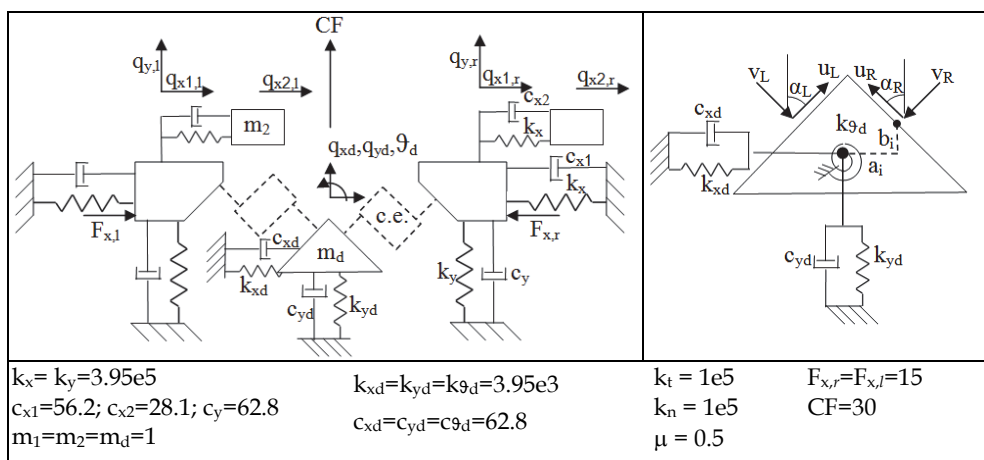 CF
q_y,l
q_x1,l q_x2,l
q_y,r
q_x1,r q_x2,r
c_x2
m_2
k_x
q_xd,q_yd,ϑ_d
c_x1
k_x
c.e.
F_x,l
F_x,r
c_xd
m_d
k_xd
c_yd
k_yd
k_y
c_y
v_L u_L u_R v_R
α_L α_R
c_xd
k_ϑd
b_i
a_i
k_xd
c_yd
k_yd
k_x= k_y=3.95e5
c_x1=56.2; c_x2=28.1; c_y=62.8
m_1=m_2=m_d=1
k_xd=k_yd=k_ϑd=3.95e3
c_xd=c_yd=c_ϑd=62.8
k_t = 1e5 F_x,r=F_x,l=15
k_n = 1e5 CF=30
μ = 0.5